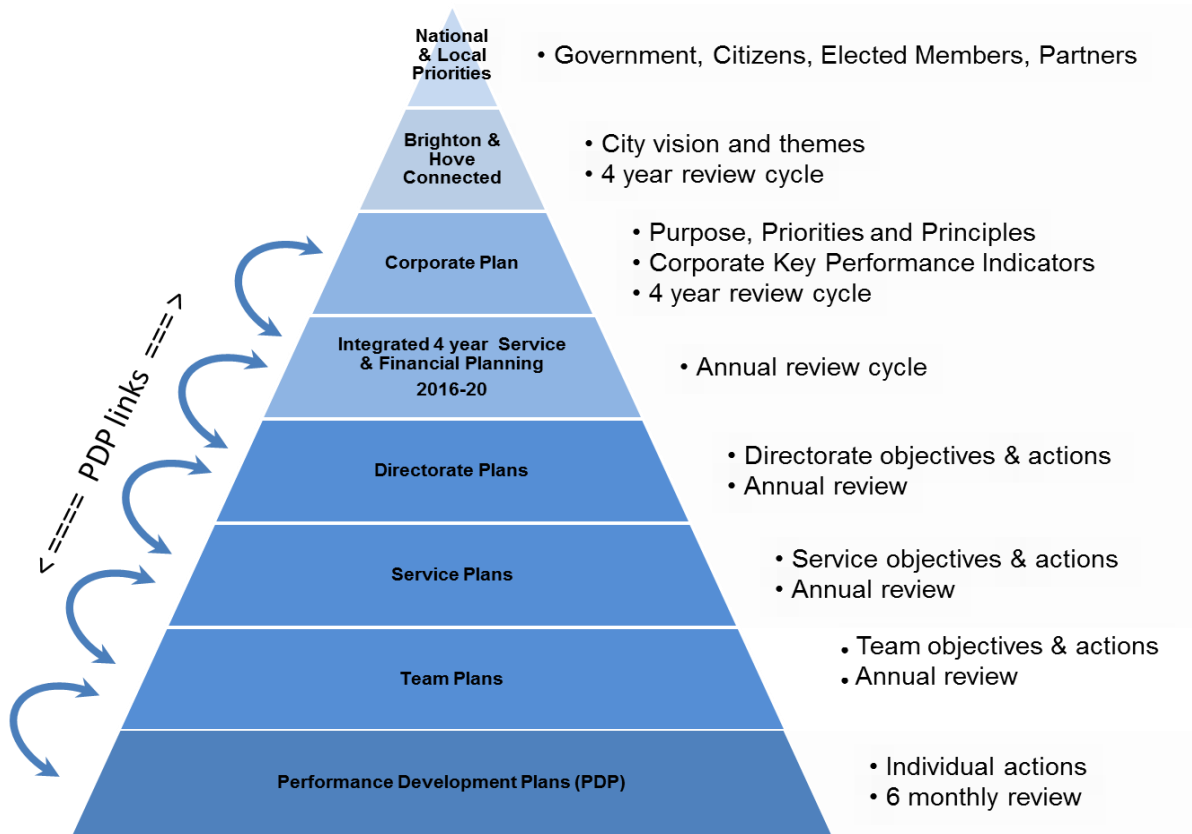 National
& Local
Priorities
• Government, Citizens, Elected Members, Partners
Brighton &
Hove
Connected
• City vision and themes
• 4 year review cycle
Corporate Plan
• Purpose, Priorities and Principles
• Corporate Key Performance Indicators
• 4 year review cycle
Integrated 4 year Service
& Financial Planning
2016-20
• Annual review cycle
<==== PDP links ===>
Directorate Plans
• Directorate objectives & actions
• Annual review
Service Plans
• Service objectives & actions
• Annual review
Team Plans
• Team objectives & actions
• Annual review
Performance Development Plans (PDP)
• Individual actions
• 6 monthly review